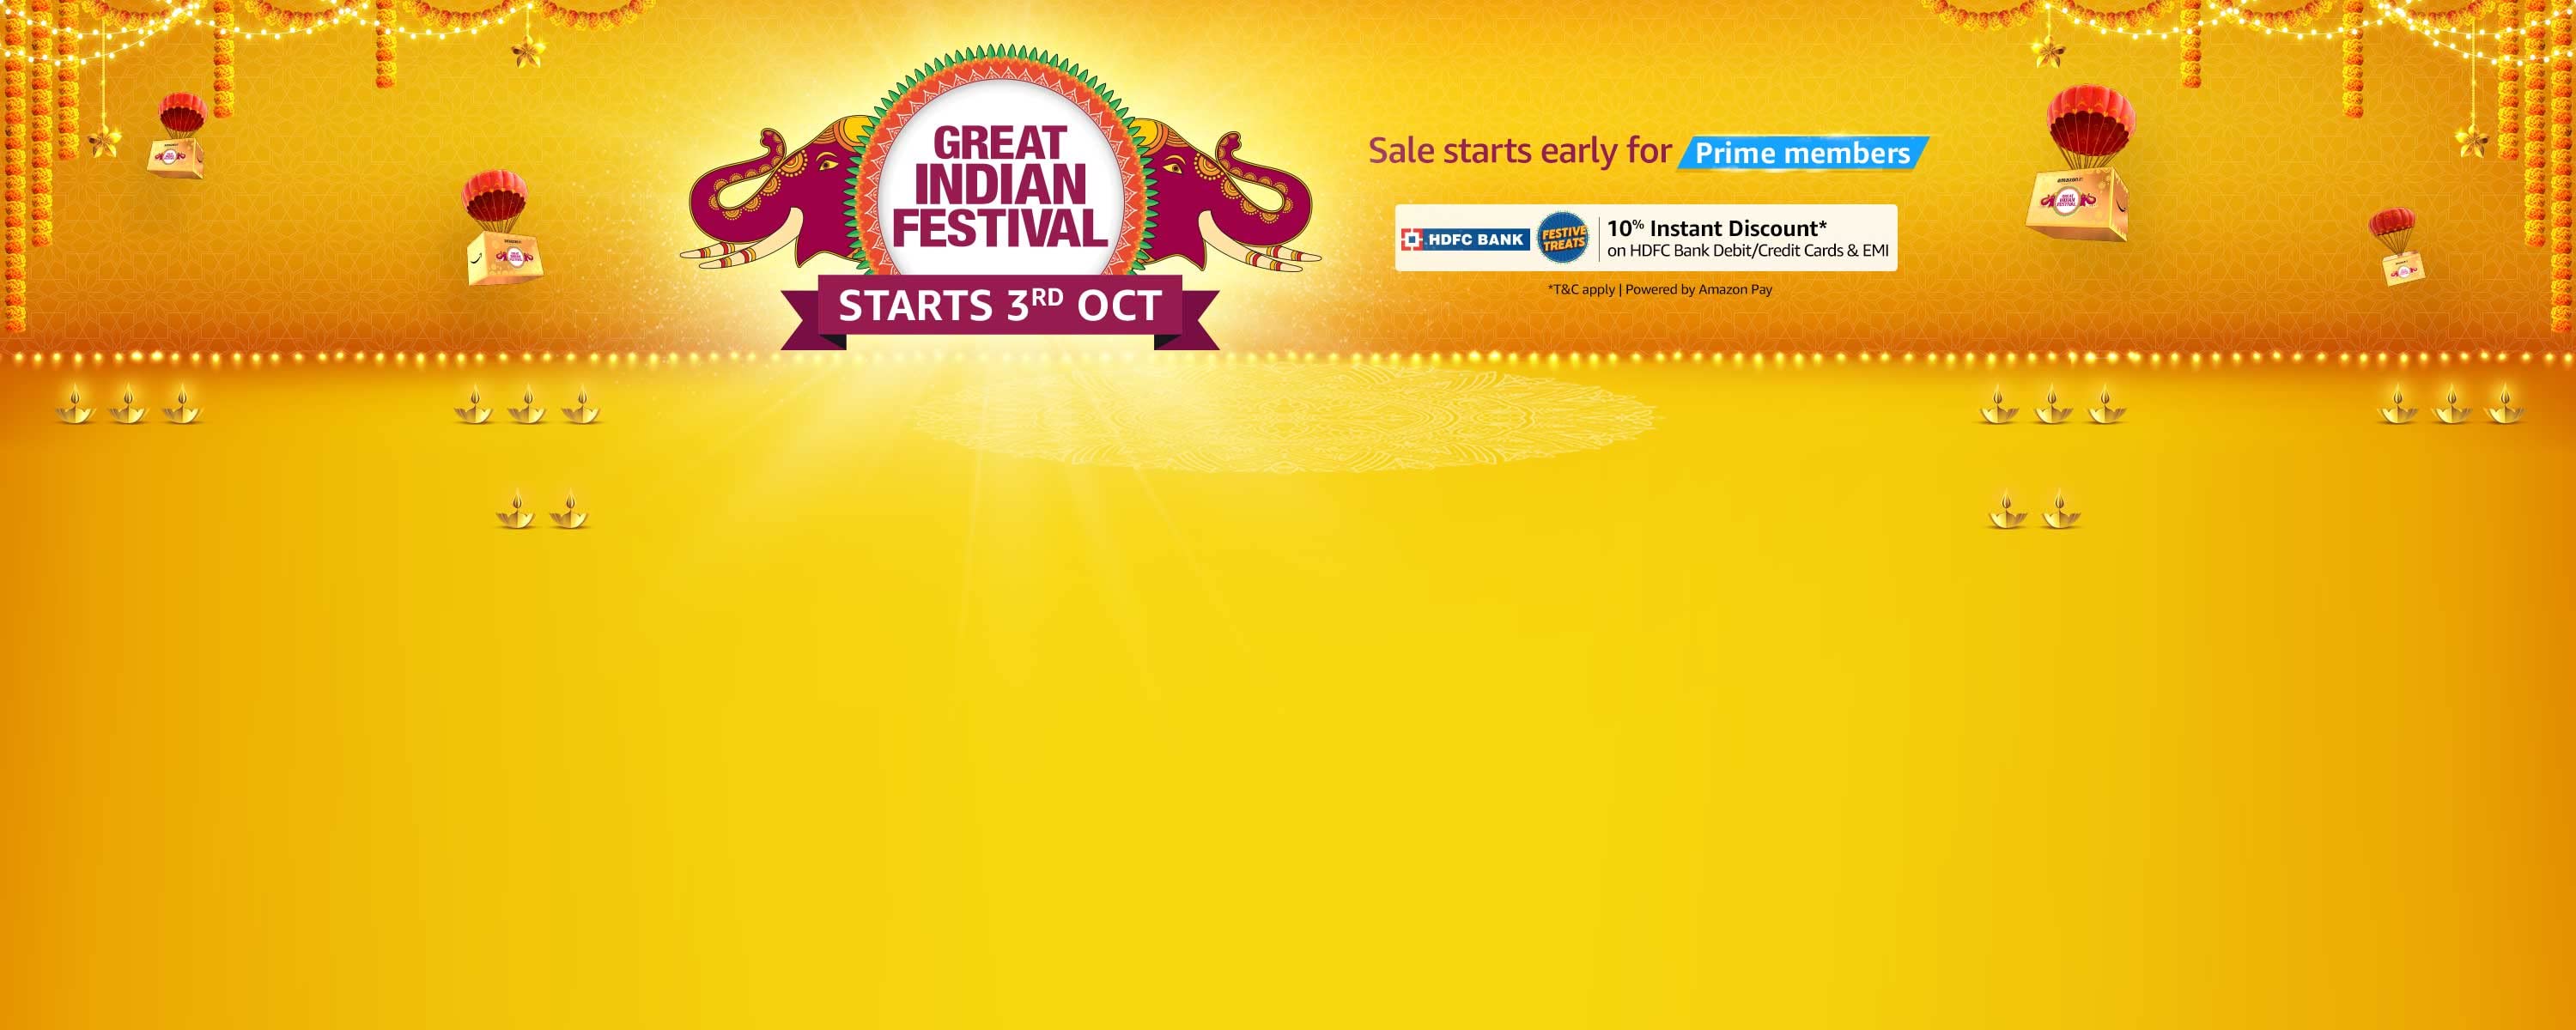 GREAT
INDIAN
FESTIVAL
STARTS 3RD OCT
Sale starts early for Prime members
HDFC BANK
FESTIVE
TREATS
10% Instant Discount*
on HDFC Bank Debit/Credit Cards & EMI
*T&C apply | Powered by Amazon Pay